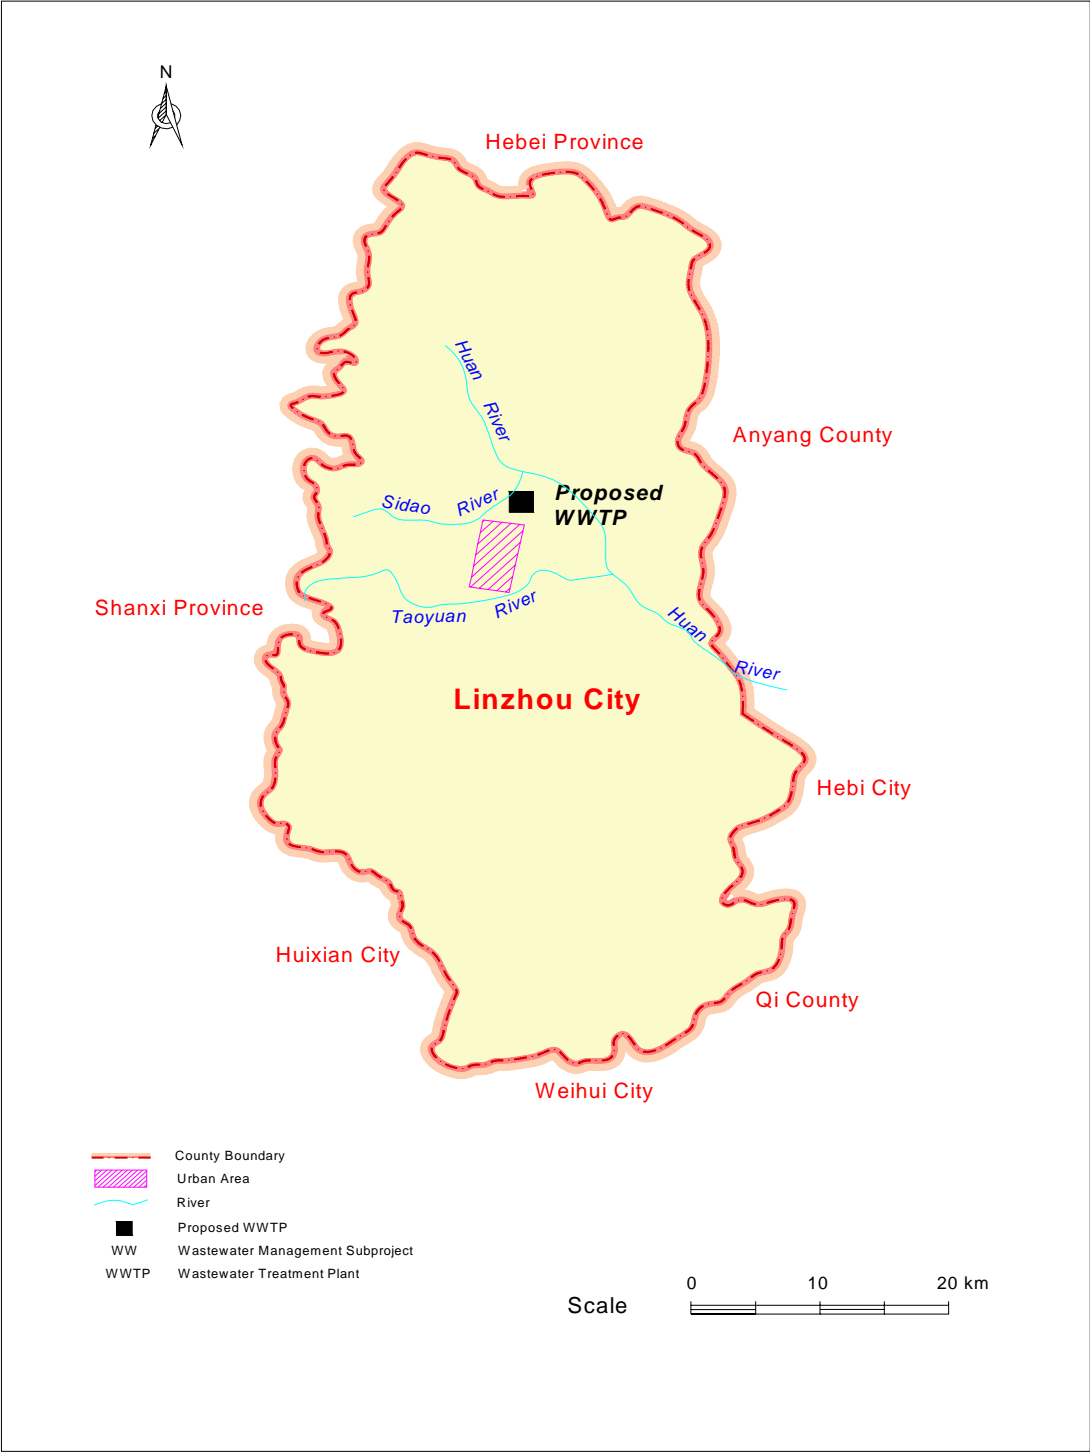 N
Hebei Province
Huan
River
Anyang County
Sidao River
Proposed
WWTP
Shanxi Province
Taoyuan River
Huan
River
Linzhou City
Hebi City
Huixian City
Qi County
Weihui City
County Boundary
Urban Area
River
Proposed WWTP
WW Wastewater Management Subproject
WWTP Wastewater Treatment Plant
0 10 20 km
Scale